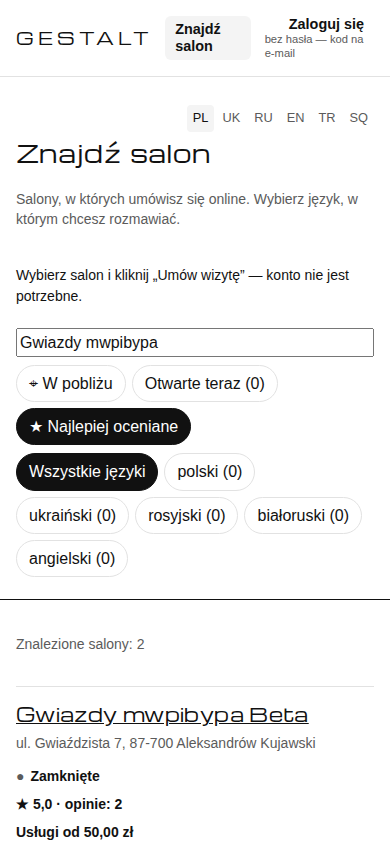 GESTALT
Znajdź
salon
Zaloguj się
bez hasła — kod na
e-mail
PL UK RU EN TR SQ
Znajdź salon
Salony, w których umówisz się online. Wybierz język, w
którym chcesz rozmawiać.
Wybierz salon i kliknij „Umów wizytę” — konto nie jest
potrzebne.
Gwiazdy mwpibypa
⌖ W pobliżu
Otwarte teraz (0)
★ Najlepiej oceniane
Wszystkie języki
polski (0)
ukraiński (0)
rosyjski (0)
białoruski (0)
angielski (0)
Znalezione salony: 2
Gwiazdy mwpibypa Beta
ul. Gwiaździsta 7, 87-700 Aleksandrów Kujawski
● Zamknięte
★ 5,0 · opinie: 2
Usługi od 50,00 zł